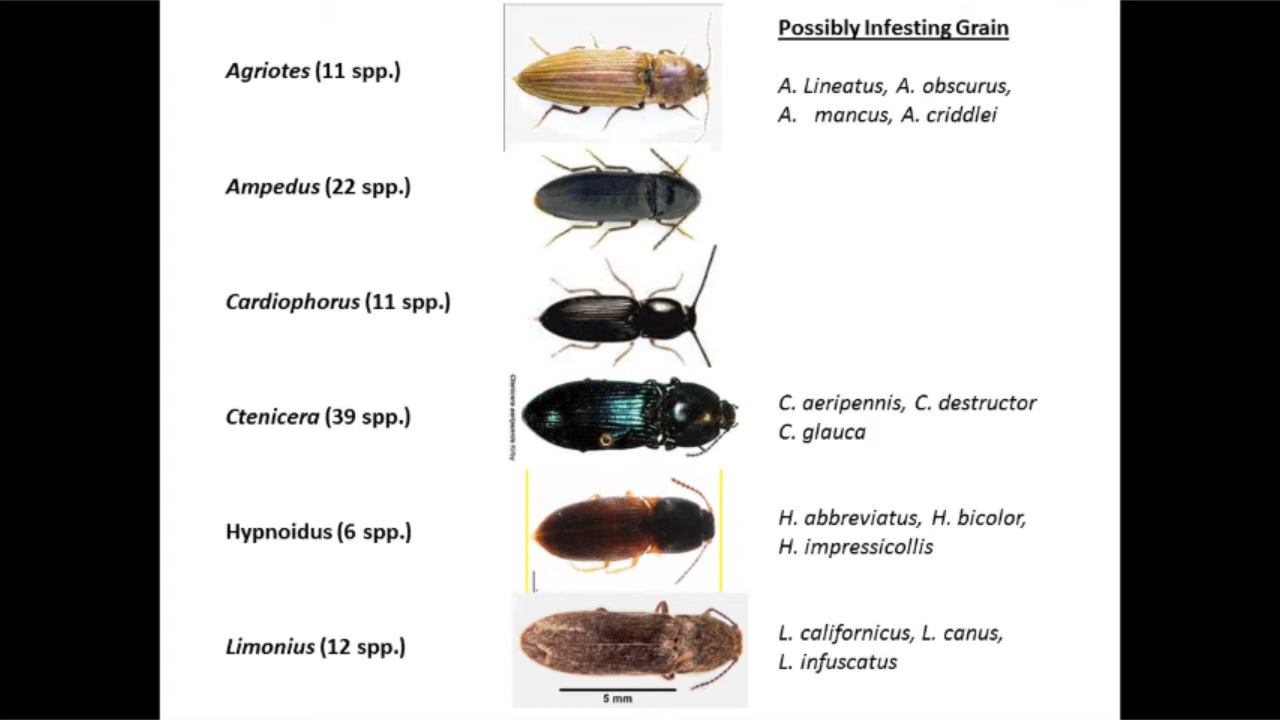 Possibly Infesting Grain
Agriotes (11 spp.)
A. Lineatus, A. obscurus,
A. mancus, A. criddlei
Ampedus (22 spp.)
Cardiophorus (11 spp.)
Ctenicera (39 spp.)
C. aeripennis, C. destructor
C. glauca
Hypnoidus (6 spp.)
H. abbreviatus, H. bicolor,
H. impressicollis
Limonius (12 spp.)
L. californicus, L. canus,
L. infuscatus
5 mm